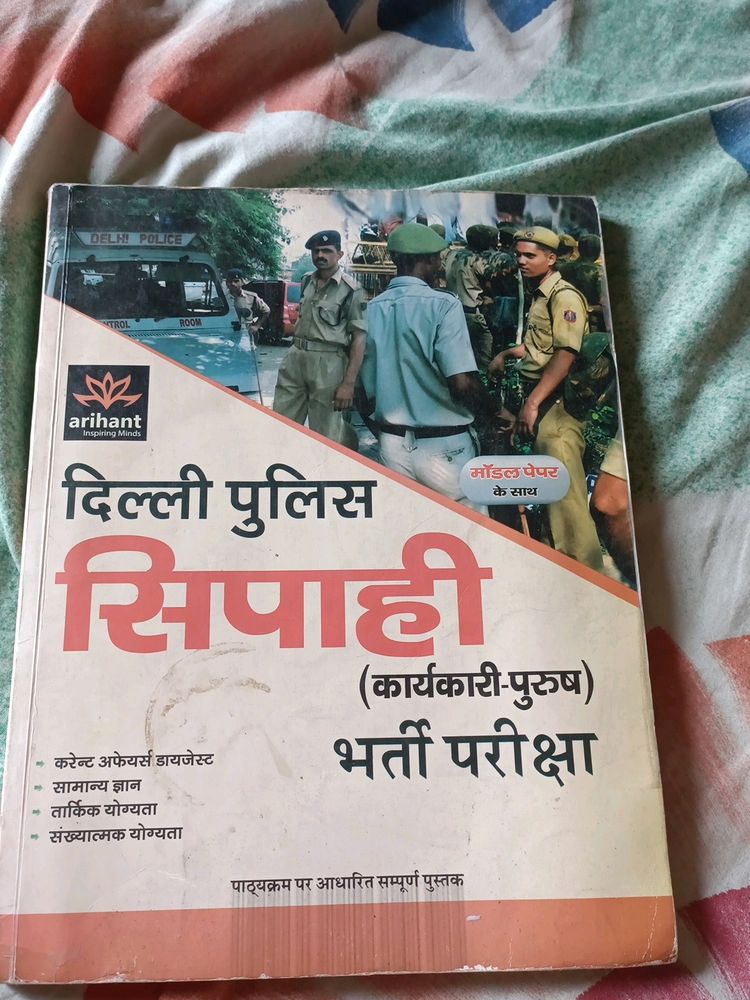 DELHI POLICE
CONTROL ROOM
arihant
Inspiring Minds
मॉडल पेपर
के साथ
दिल्ली पुलिस
सिपाही
(कार्यकारी-पुरुष)
भर्ती परीक्षा
करेन्ट अफेयर्स डायजेस्ट
सामान्य ज्ञान
तार्किक योग्यता
संख्यात्मक योग्यता
पाठ्यक्रम पर आधारित सम्पूर्ण पुस्तक